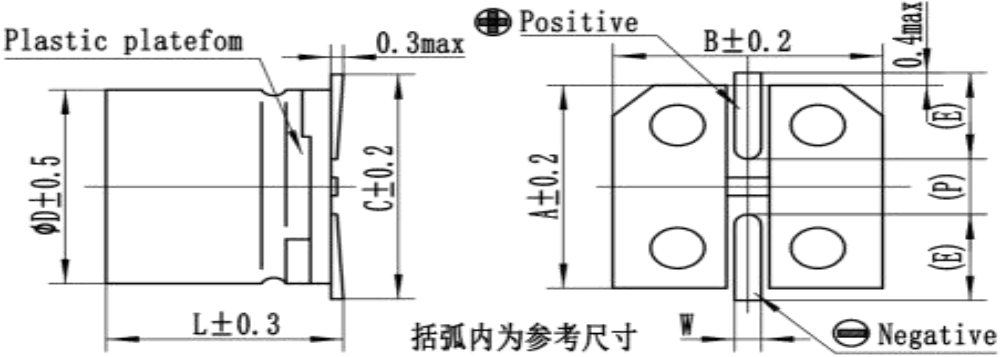 Plastic platefom
0.3max
ΦD±0.5
C±0.2
L±0.3
Positive
B±0.2
0.4max
A±0.2
(E)
(P)
(E)
W
Negative
括弧内为参考尺寸